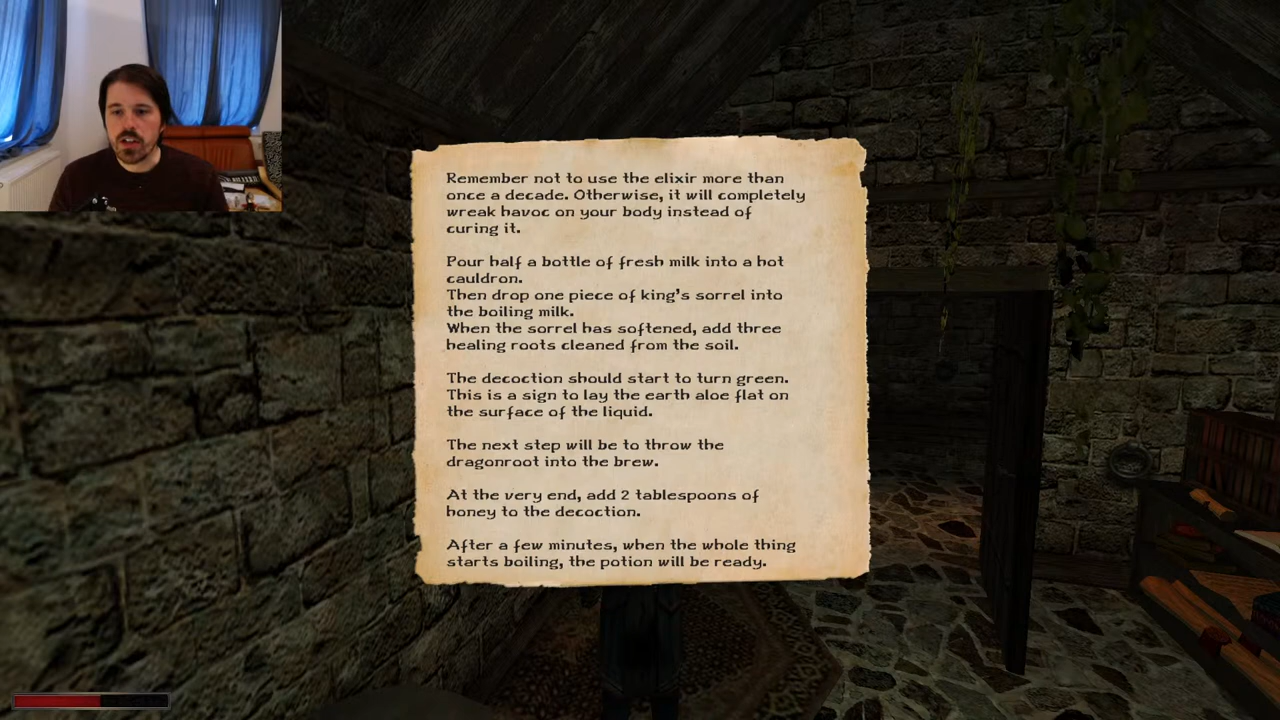 Remember not to use the elixir more than
once a decade. Otherwise, it will completely
wreak havoc on your body instead of
curing it.
Pour half a bottle of fresh milk into a hot
cauldron.
Then drop one piece of king's sorrel into
the boiling milk.
When the sorrel has softened, add three
healing roots cleaned from the soil.
The decoction should start to turn green.
This is a sign to lay the earth aloe flat on
the surface of the liquid.
The next step will be to throw the
dragonroot into the brew.
At the very end, add 2 tablespoons of
honey to the decoction.
After a few minutes, when the whole thing
starts boiling, the potion will be ready.